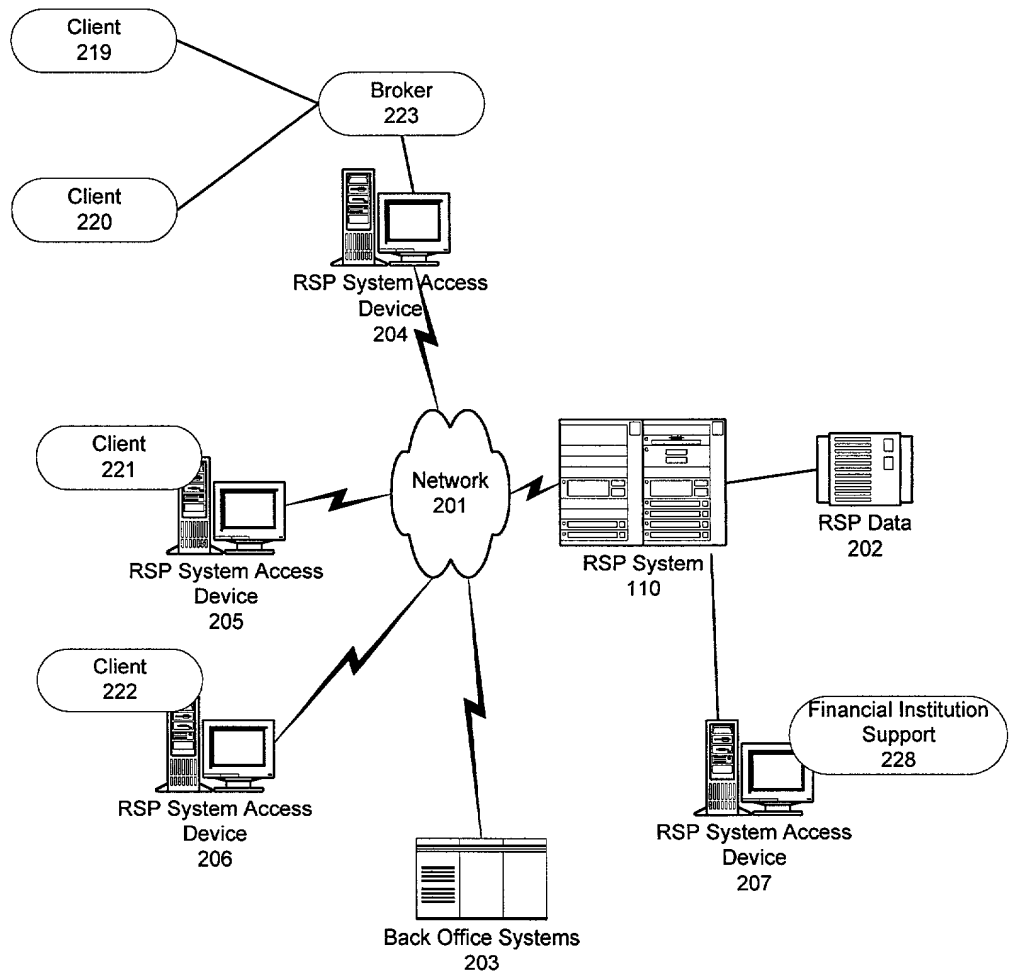 Client
219
Broker
223
Client
220
RSP System Access
Device
204
Client
221
Network
201
RSP System Access
Device
205
RSP System
110
RSP Data
202
Client
222
RSP System Access
Device
206
Financial Institution
Support
228
RSP System Access
Device
207
Back Office Systems
203